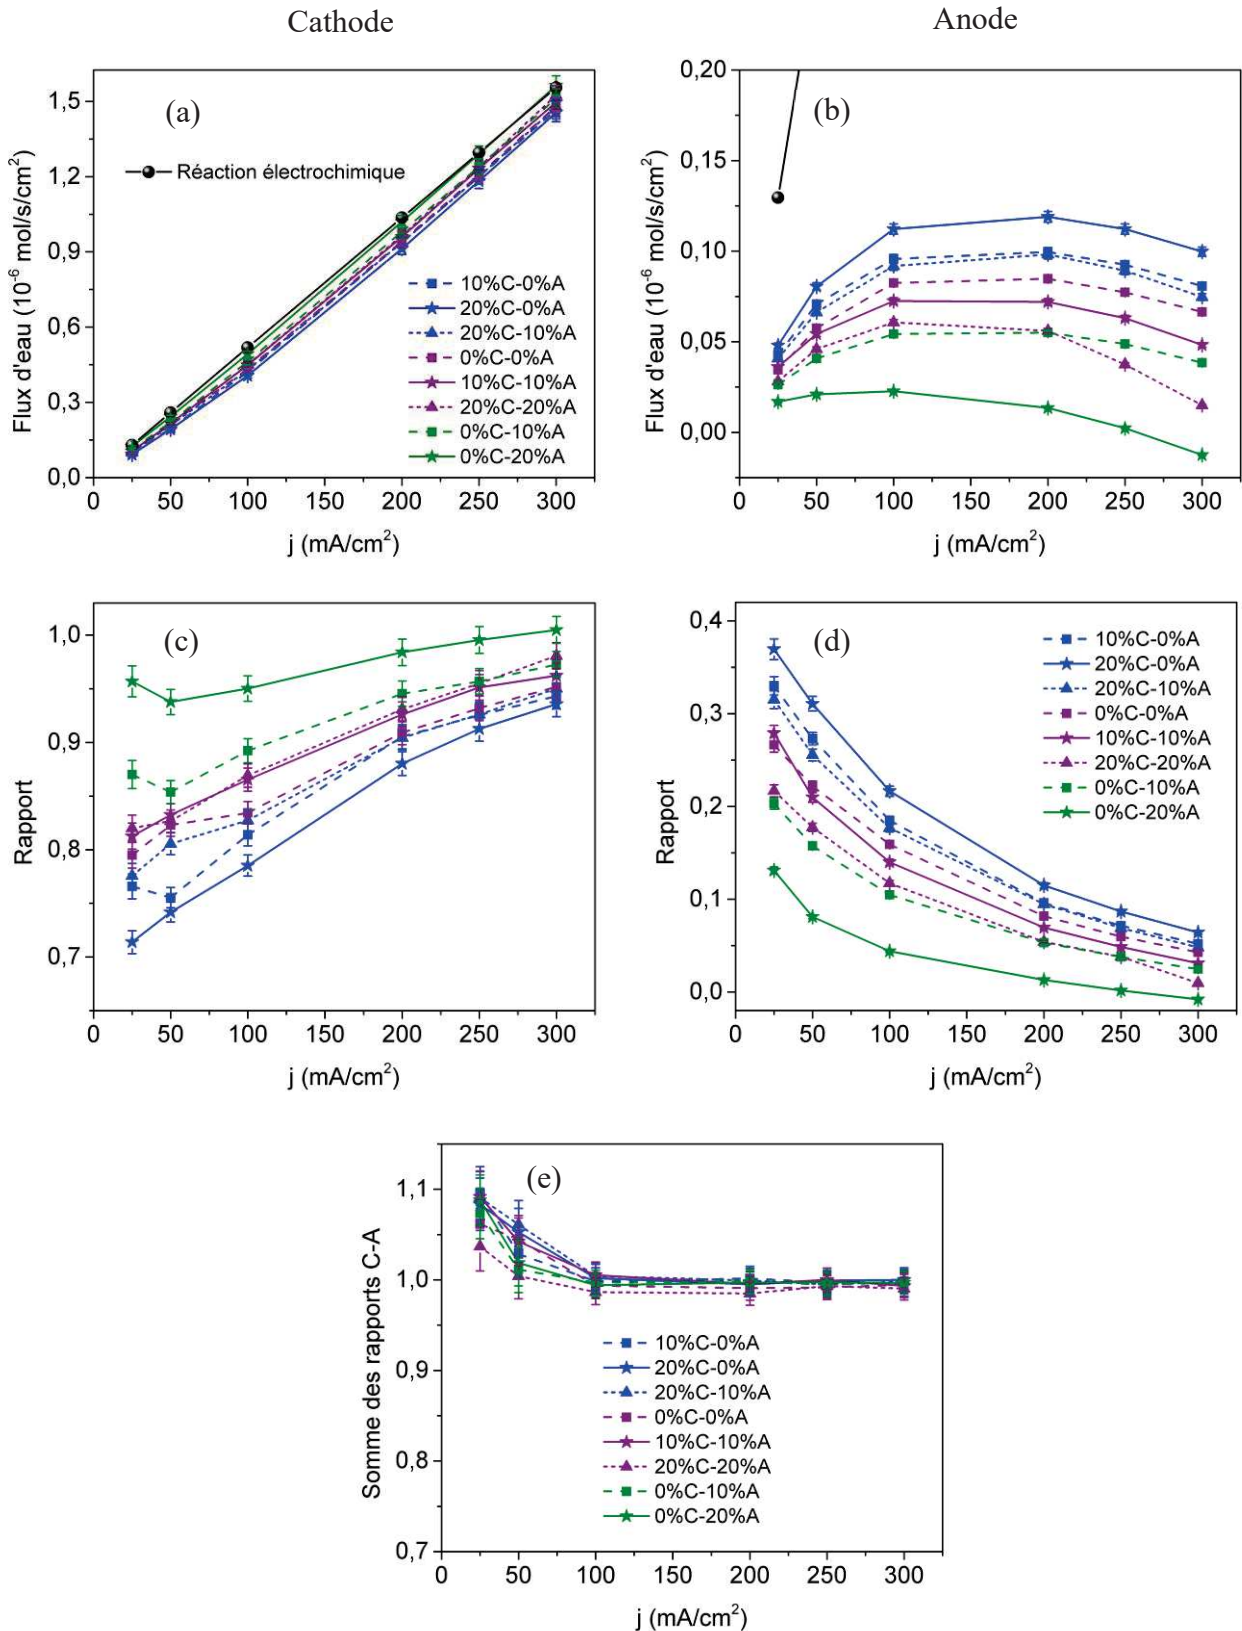 Cathode
Anode
(a)
Réaction électrochimique
10%C-0%A
20%C-0%A
20%C-10%A
0%C-0%A
10%C-10%A
20%C-20%A
0%C-10%A
0%C-20%A
1,5
1,2
0,9
0,6
0,3
0,0
Flux d'eau (10⁻⁶ mol/s/cm²)
0 50 100 150 200 250 300
j (mA/cm²)
(b)
0,20
0,15
0,10
0,05
0,00
Flux d'eau (10⁻⁶ mol/s/cm²)
0 50 100 150 200 250 300
j (mA/cm²)
(c)
1,0
0,9
0,8
0,7
Rapport
0 50 100 150 200 250 300
j (mA/cm²)
(d)
10%C-0%A
20%C-0%A
20%C-10%A
0%C-0%A
10%C-10%A
20%C-20%A
0%C-10%A
0%C-20%A
0,4
0,3
0,2
0,1
0,0
Rapport
0 50 100 150 200 250 300
j (mA/cm²)
(e)
1,1
1,0
0,9
0,8
0,7
Somme des rapports C-A
10%C-0%A
20%C-0%A
20%C-10%A
0%C-0%A
10%C-10%A
20%C-20%A
0%C-10%A
0%C-20%A
0 50 100 150 200 250 300
j (mA/cm²)